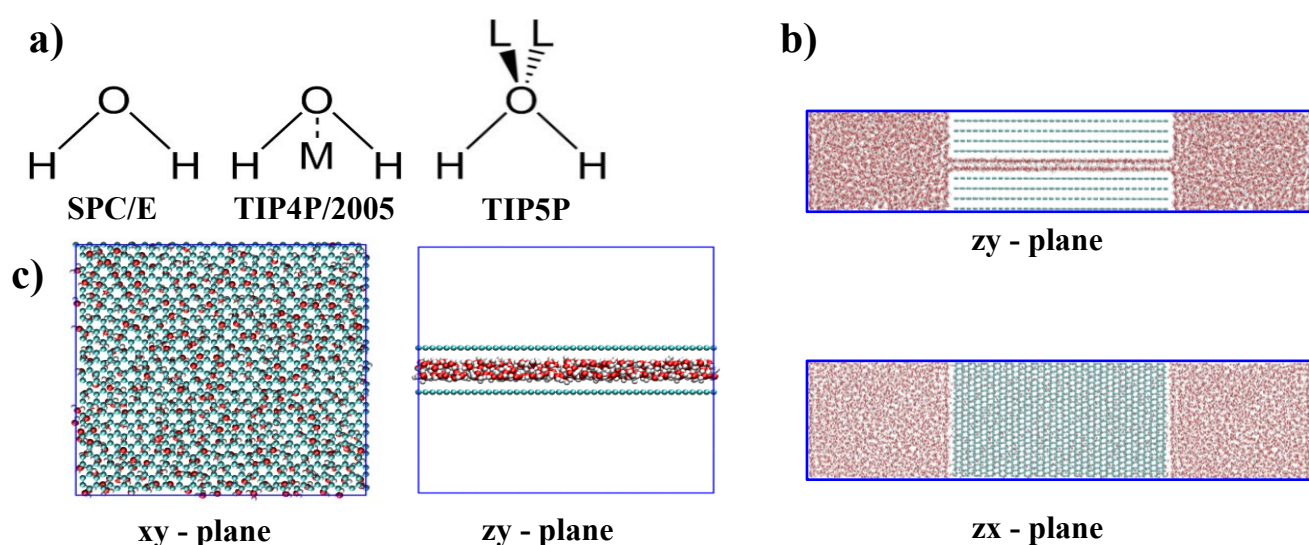 a)
L L
O
H H
SPC/E
O
H H
M
TIP4P/2005
O
H H
TIP5P
b)
zy - plane
c)
xy - plane
zy - plane
zx - plane